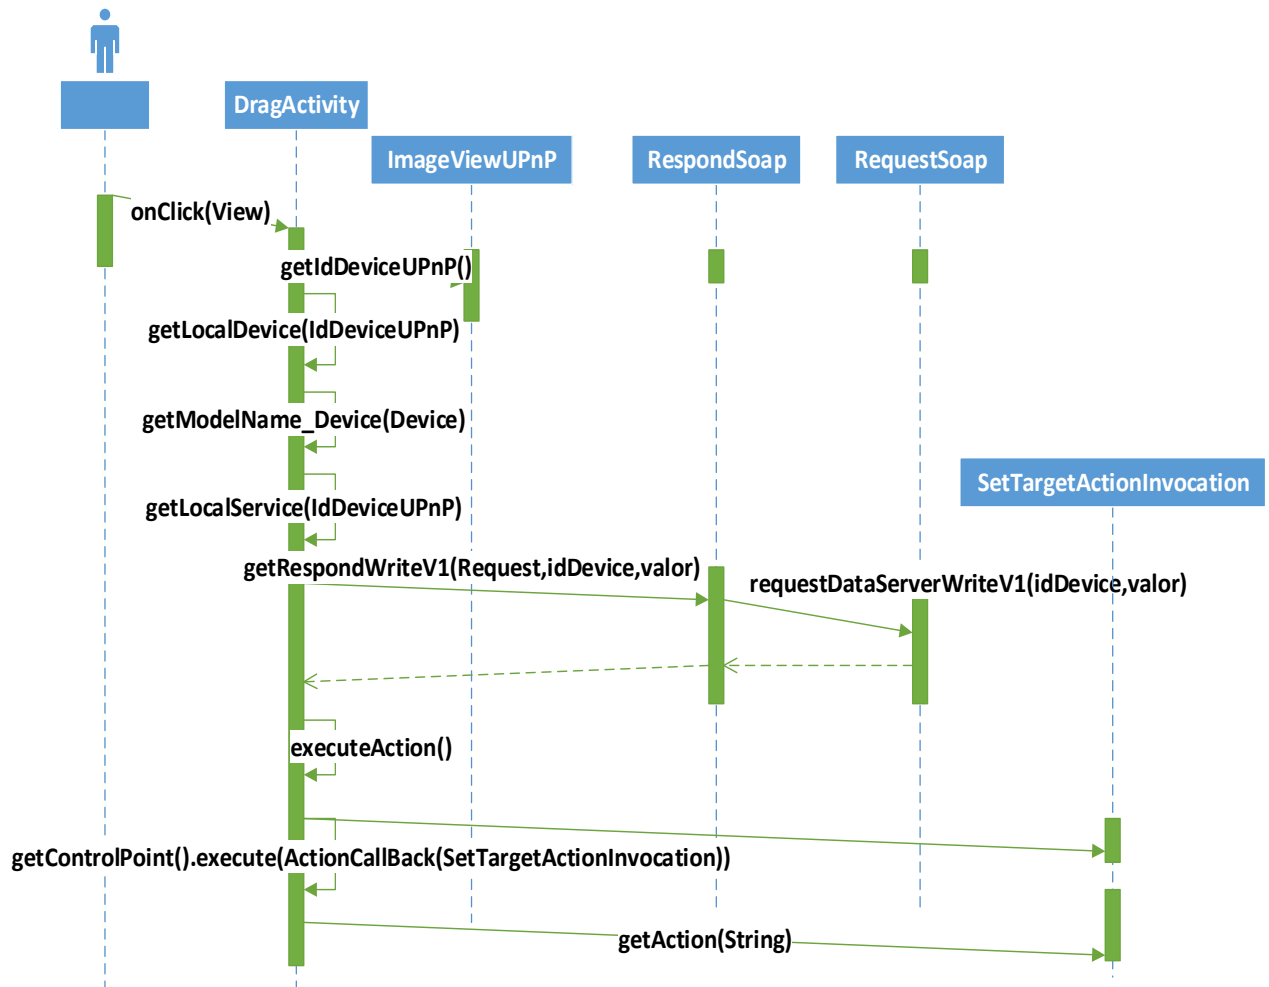 DragActivity
ImageViewUPnP
RespondSoap
RequestSoap
onClick(View)
getIdDeviceUPnP()
getLocalDevice(IdDeviceUPnP)
getModelName_Device(Device)
SetTargetActionInvocation
getLocalService(IdDeviceUPnP)
getRespondWriteV1(Request,idDevice,valor)
requestDataServerWriteV1(idDevice,valor)
executeAction()
getControlPoint().execute(ActionCallBack(SetTargetActionInvocation))
getAction(String)